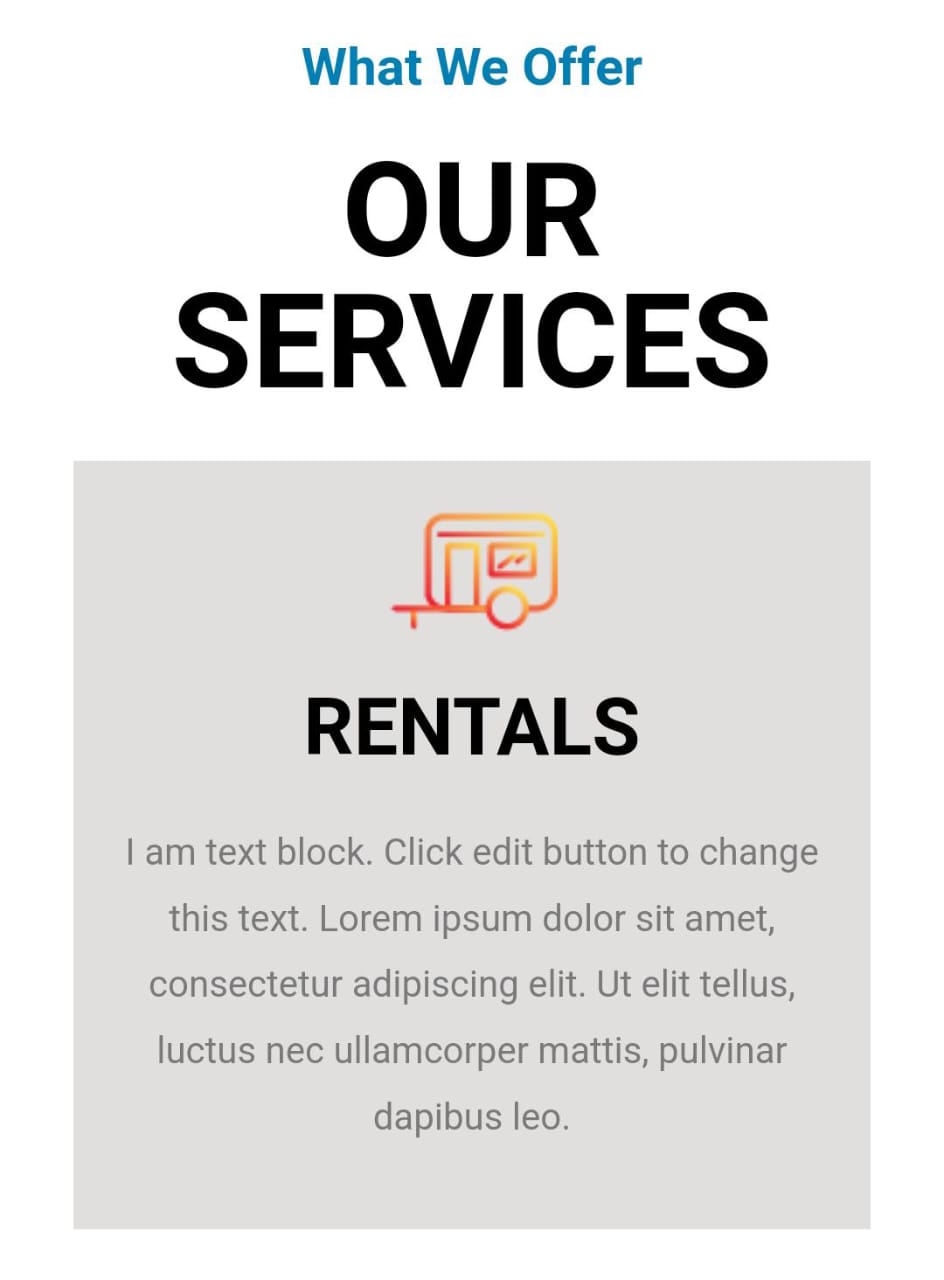 What We Offer
OUR
SERVICES
RENTALS
I am text block. Click edit button to change
this text. Lorem ipsum dolor sit amet,
consectetur adipiscing elit. Ut elit tellus,
luctus nec ullamcorper mattis, pulvinar
dapibus leo.